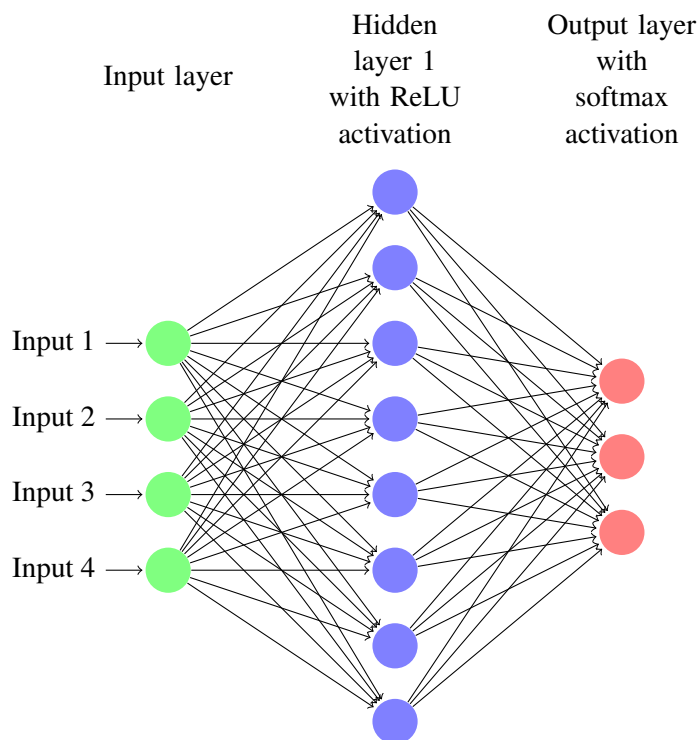 Input layer
Hidden
layer 1
with ReLU
activation
Output layer
with
softmax
activation
Input 1
Input 2
Input 3
Input 4